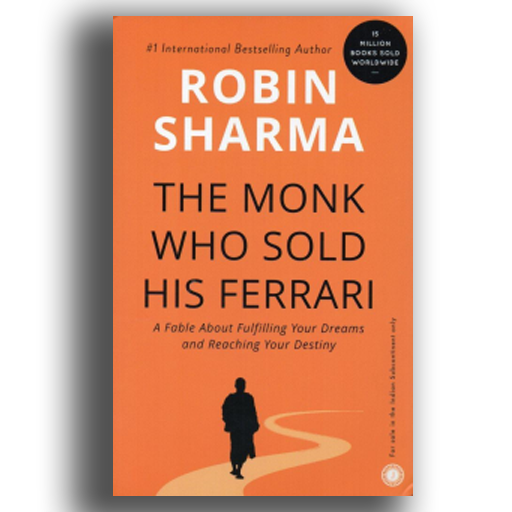 #1 International Bestselling Author
15
MILLION
BOOKS SOLD
WORLDWIDE
ROBIN
SHARMA
THE MONK
WHO SOLD
HIS FERRARI
A Fable About Fulfilling Your Dreams
and Reaching Your Destiny
For sale in the Indian Subcontinent only